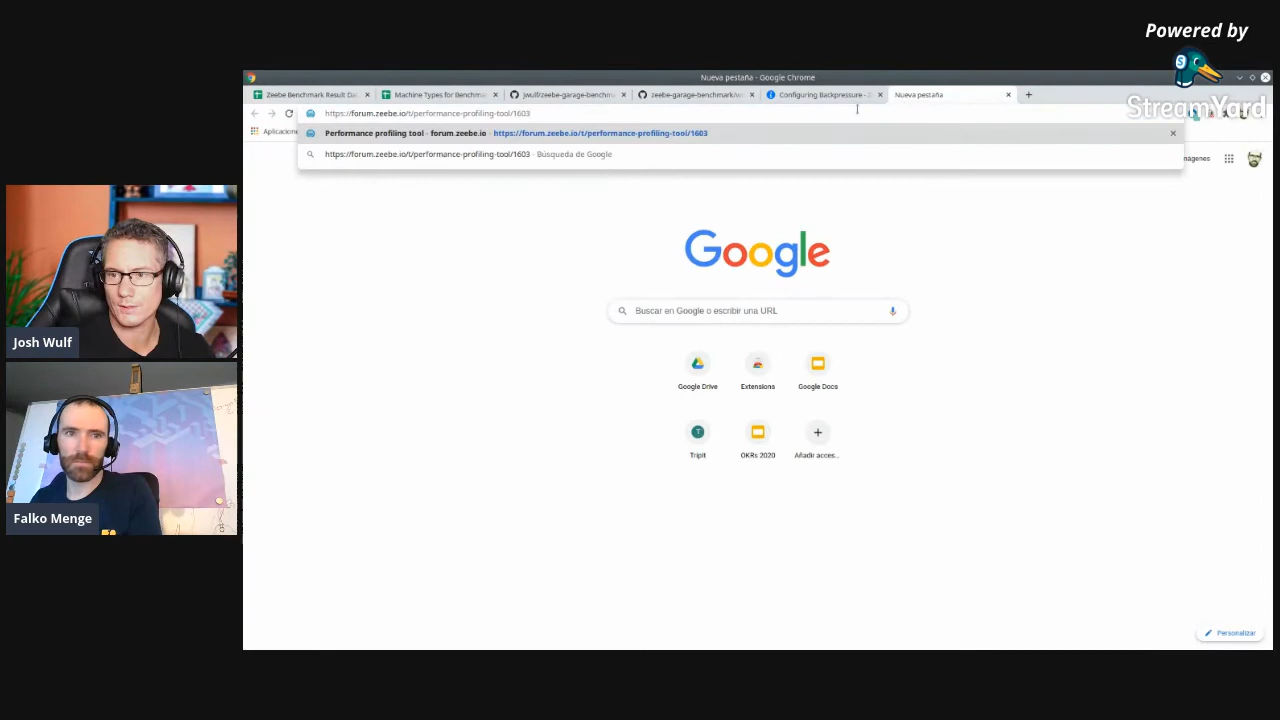 Powered by
StreamYard
Nueva pestaña - Google Chrome
Zeebe Benchmark Result Da
Machine Types for Benchma
jwulf/zeebe-garage-benchm
zeebe-garage-benchmark/w
Configuring Backpressure - Z
Nueva pestaña
https://forum.zeebe.io/t/performance-profiling-tool/1603
Aplicacione
Performance profiling tool - forum.zeebe.io - https://forum.zeebe.io/t/performance-profiling-tool/1603
https://forum.zeebe.io/t/performance-profiling-tool/1603 - Búsqueda de Google
mágenes
Google
Buscar en Google o escribir una URL
Google Drive
Extensions
Google Docs
T
TripIt
OKRs 2020
Añadir acces...
Personalizar
Josh Wulf
Falko Menge